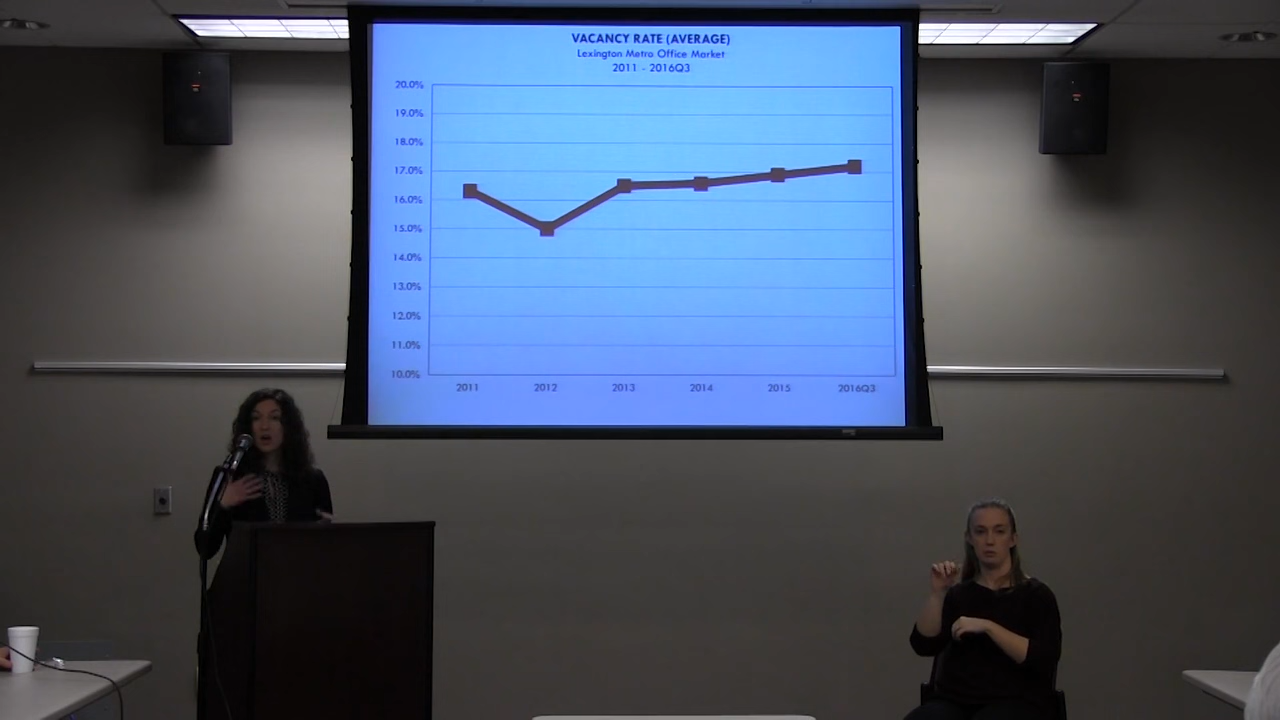 VACANCY RATE (AVERAGE)
Lexington Metro Office Market
2011 - 2016Q3
20.0%
19.0%
18.0%
17.0%
16.0%
15.0%
14.0%
13.0%
12.0%
11.0%
10.0%
2011 2012 2013 2014 2015 2016Q3